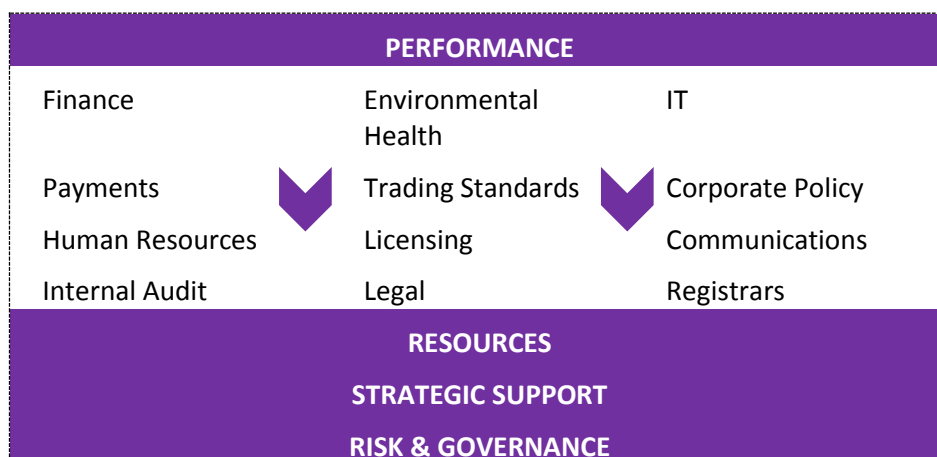 PERFORMANCE
Finance Environmental IT
Health
Payments Trading Standards Corporate Policy
Human Resources Licensing Communications
Internal Audit Legal Registrars
RESOURCES
STRATEGIC SUPPORT
RISK & GOVERNANCE